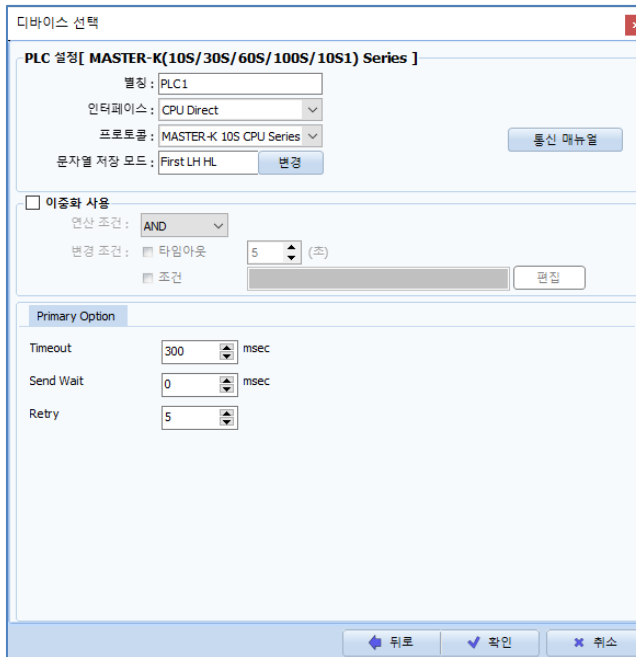 디바이스 선택
PLC 설정[ MASTER-K(10S/30S/60S/100S/10S1) Series ]
별칭 : PLC1
인터페이스 : CPU Direct
프로토콜 : MASTER-K 10S CPU Series
통신 매뉴얼
문자열 저장 모드 : First LH HL 변경
이중화 사용
연산 조건 : AND
변경 조건 : 타임아웃 5 (초)
조건 편집
Primary Option
Timeout 300 msec
Send Wait 0 msec
Retry 5
뒤로 확인 취소